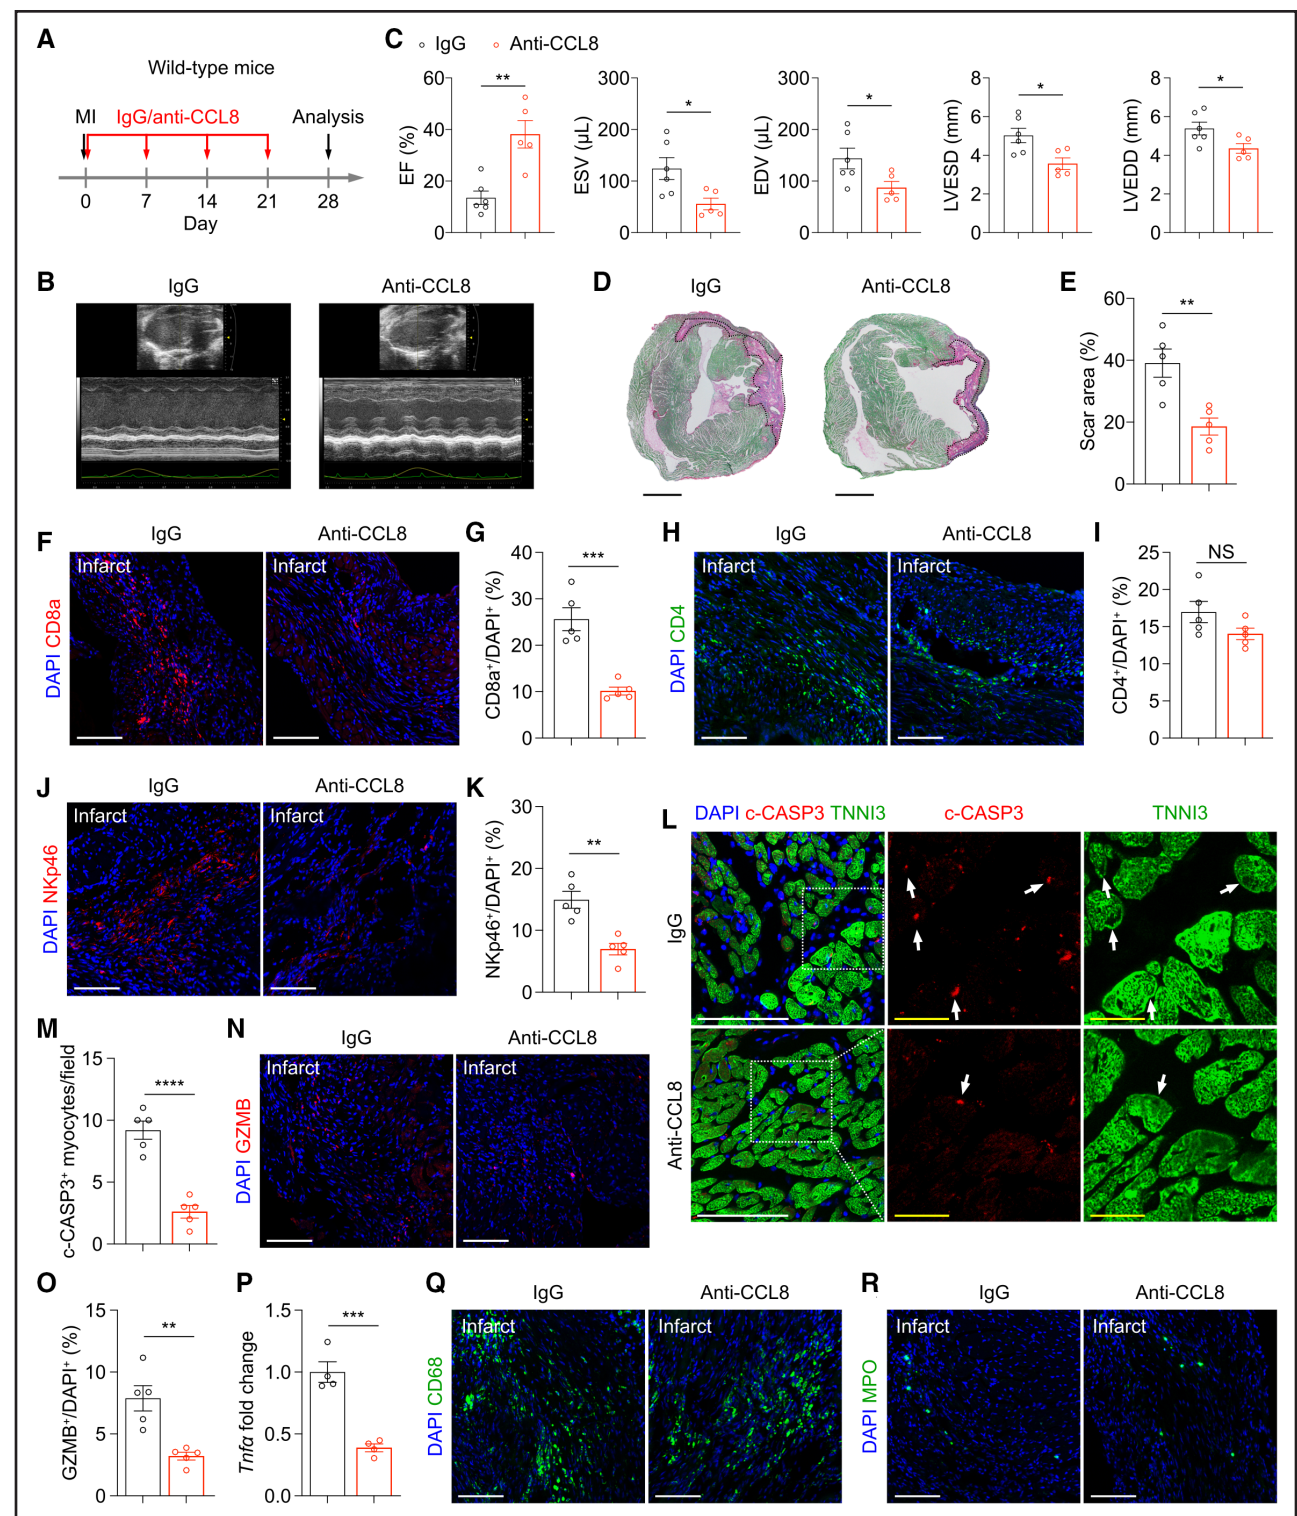 A
Wild-type mice
MI IgG/anti-CCL8 Analysis
0 7 14 21 28
Day
C
IgG Anti-CCL8
EF (%)
60
40
20
0
**
ESV (µL)
300
200
100
0
*
EDV (µL)
300
200
100
0
*
LVESD (mm)
8
6
4
2
0
*
LVEDD (mm)
8
6
4
2
0
*
B
IgG Anti-CCL8
D
IgG Anti-CCL8
E
Scar area (%)
60
40
20
0
**
F
IgG Anti-CCL8
DAPI CD8a
Infarct Infarct
G
CD8a⁺/DAPI⁺ (%)
40
30
20
10
0
***
H
IgG Anti-CCL8
DAPI CD4
Infarct Infarct
I
CD4⁺/DAPI⁺ (%)
25
20
15
10
5
0
NS
J
IgG Anti-CCL8
DAPI NKp46
Infarct Infarct
K
NKp46⁺/DAPI⁺ (%)
30
20
10
0
**
L
DAPI c-CASP3 TNNI3 c-CASP3 TNNI3
IgG
Anti-CCL8
M
c-CASP3⁺ myocytes/field
15
10
5
0
****
N
IgG Anti-CCL8
DAPI GZMB
Infarct Infarct
O
GZMB⁺/DAPI⁺ (%)
15
10
5
0
**
P
Tnfα fold change
1.5
1.0
0.5
0.0
***
Q
IgG Anti-CCL8
DAPI CD68
Infarct Infarct
R
IgG Anti-CCL8
DAPI MPO
Infarct Infarct